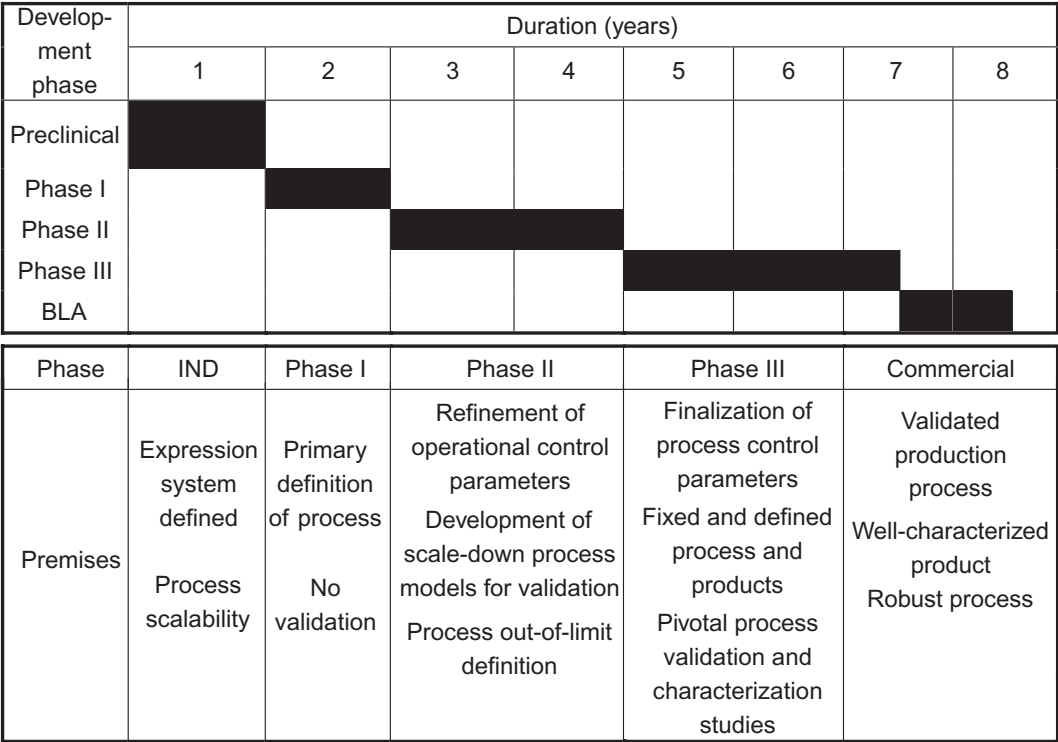 Develop-
ment
phase
Duration (years)
1 2 3 4 5 6 7 8
Preclinical
Phase I
Phase II
Phase III
BLA
Phase IND Phase I Phase II Phase III Commercial
Premises
Expression
system
defined
Process
scalability
Primary
definition
of process
No
validation
Refinement of
operational control
parameters
Development of
scale-down process
models for validation
Process out-of-limit
definition
Finalization of
process control
parameters
Fixed and defined
process and
products
Pivotal process
validation and
characterization
studies
Validated
production
process
Well-characterized
product
Robust process